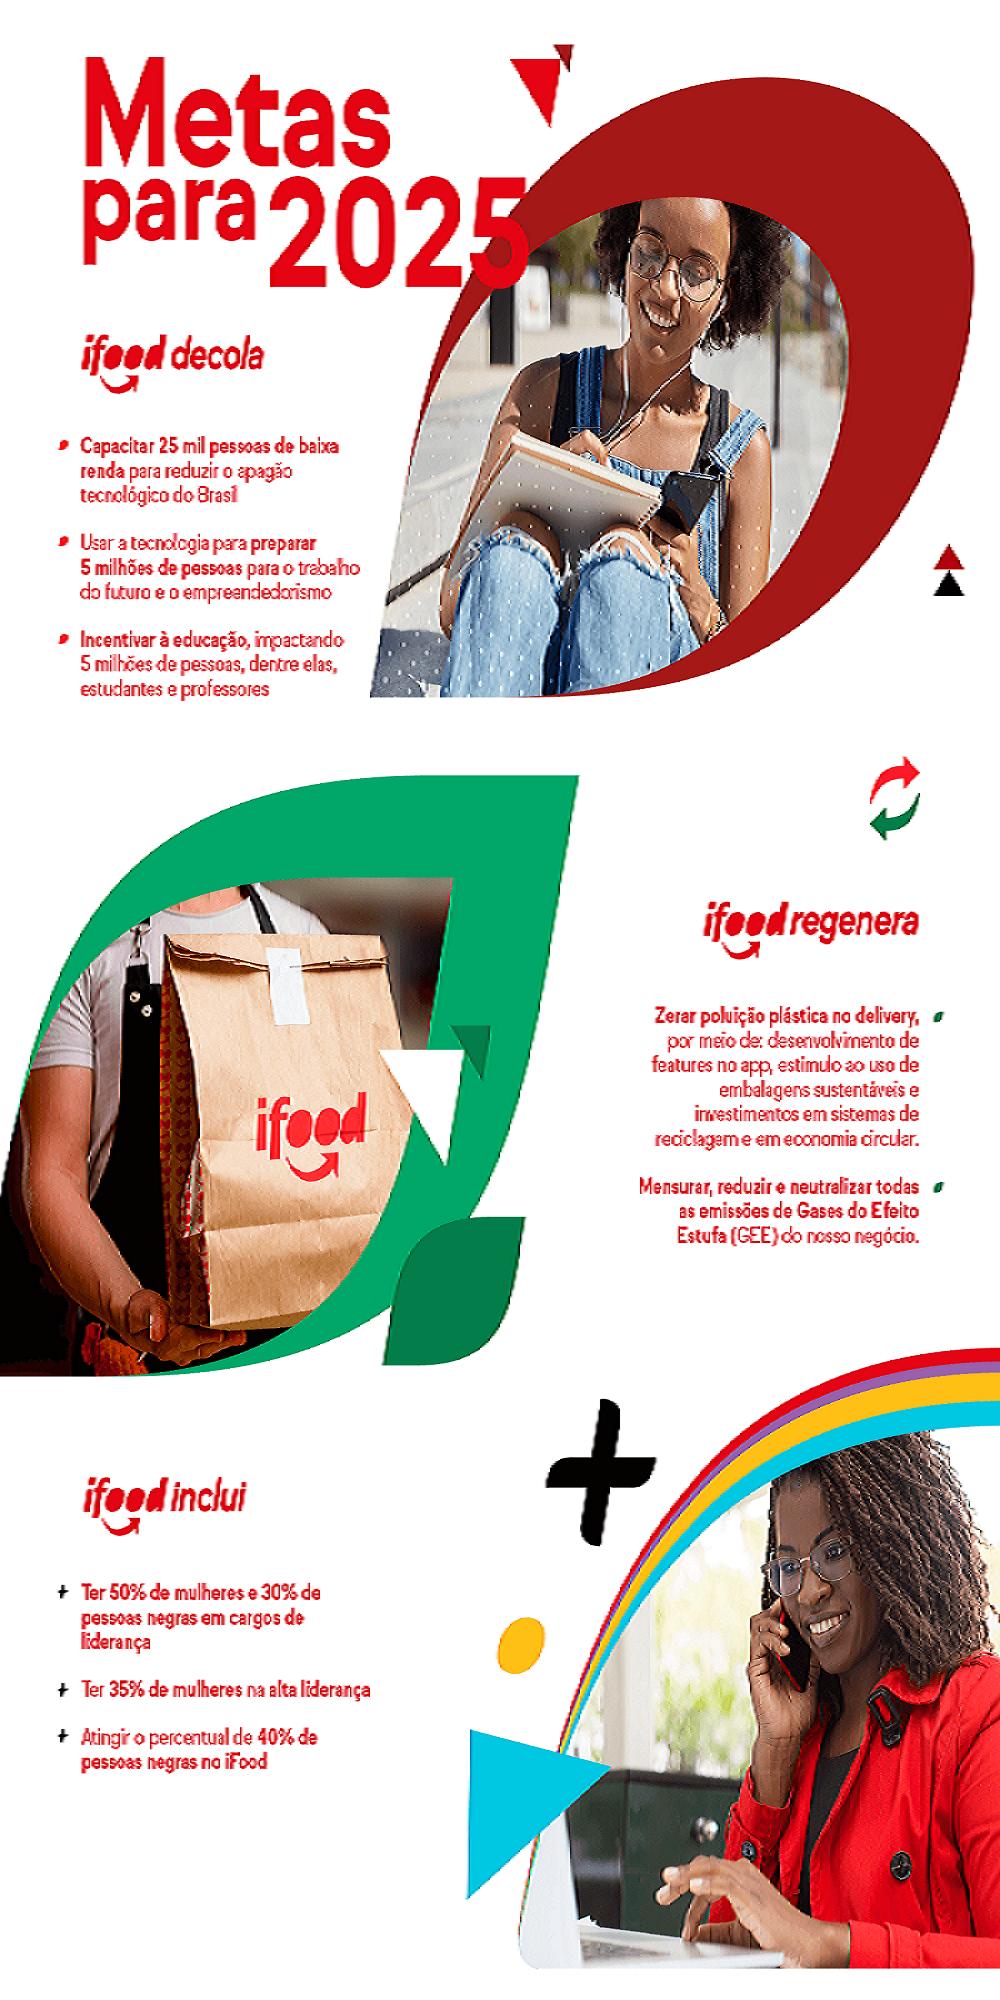 Metas
para 2025
ifood decola
Capacitar 25 mil pessoas de baixa
renda para reduzir o apagão
tecnológico do Brasil
Usar a tecnologia para preparar
5 milhões de pessoas para o trabalho
do futuro e o empreendedorismo
Incentivar à educação, impactando
5 milhões de pessoas, dentre elas,
estudantes e professores
ifood regenera
Zerar poluição plástica no delivery,
por meio de: desenvolvimento de
features no app, estímulo ao uso de
embalagens sustentáveis e
investimentos em sistemas de
reciclagem e em economia circular.
ifood
Mensurar, reduzir e neutralizar todas
as emissões de Gases do Efeito
Estufa (GEE) do nosso negócio.
ifood inclui
Ter 50% de mulheres e 30% de
pessoas negras em cargos de
liderança
Ter 35% de mulheres na alta liderança
Atingir o percentual de 40% de
pessoas negras no iFood